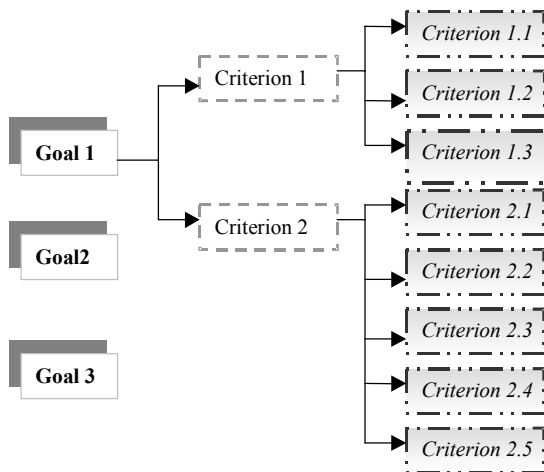 Goal 1
Goal2
Goal 3
Criterion 1
Criterion 2
Criterion 1.1
Criterion 1.2
Criterion 1.3
Criterion 2.1
Criterion 2.2
Criterion 2.3
Criterion 2.4
Criterion 2.5